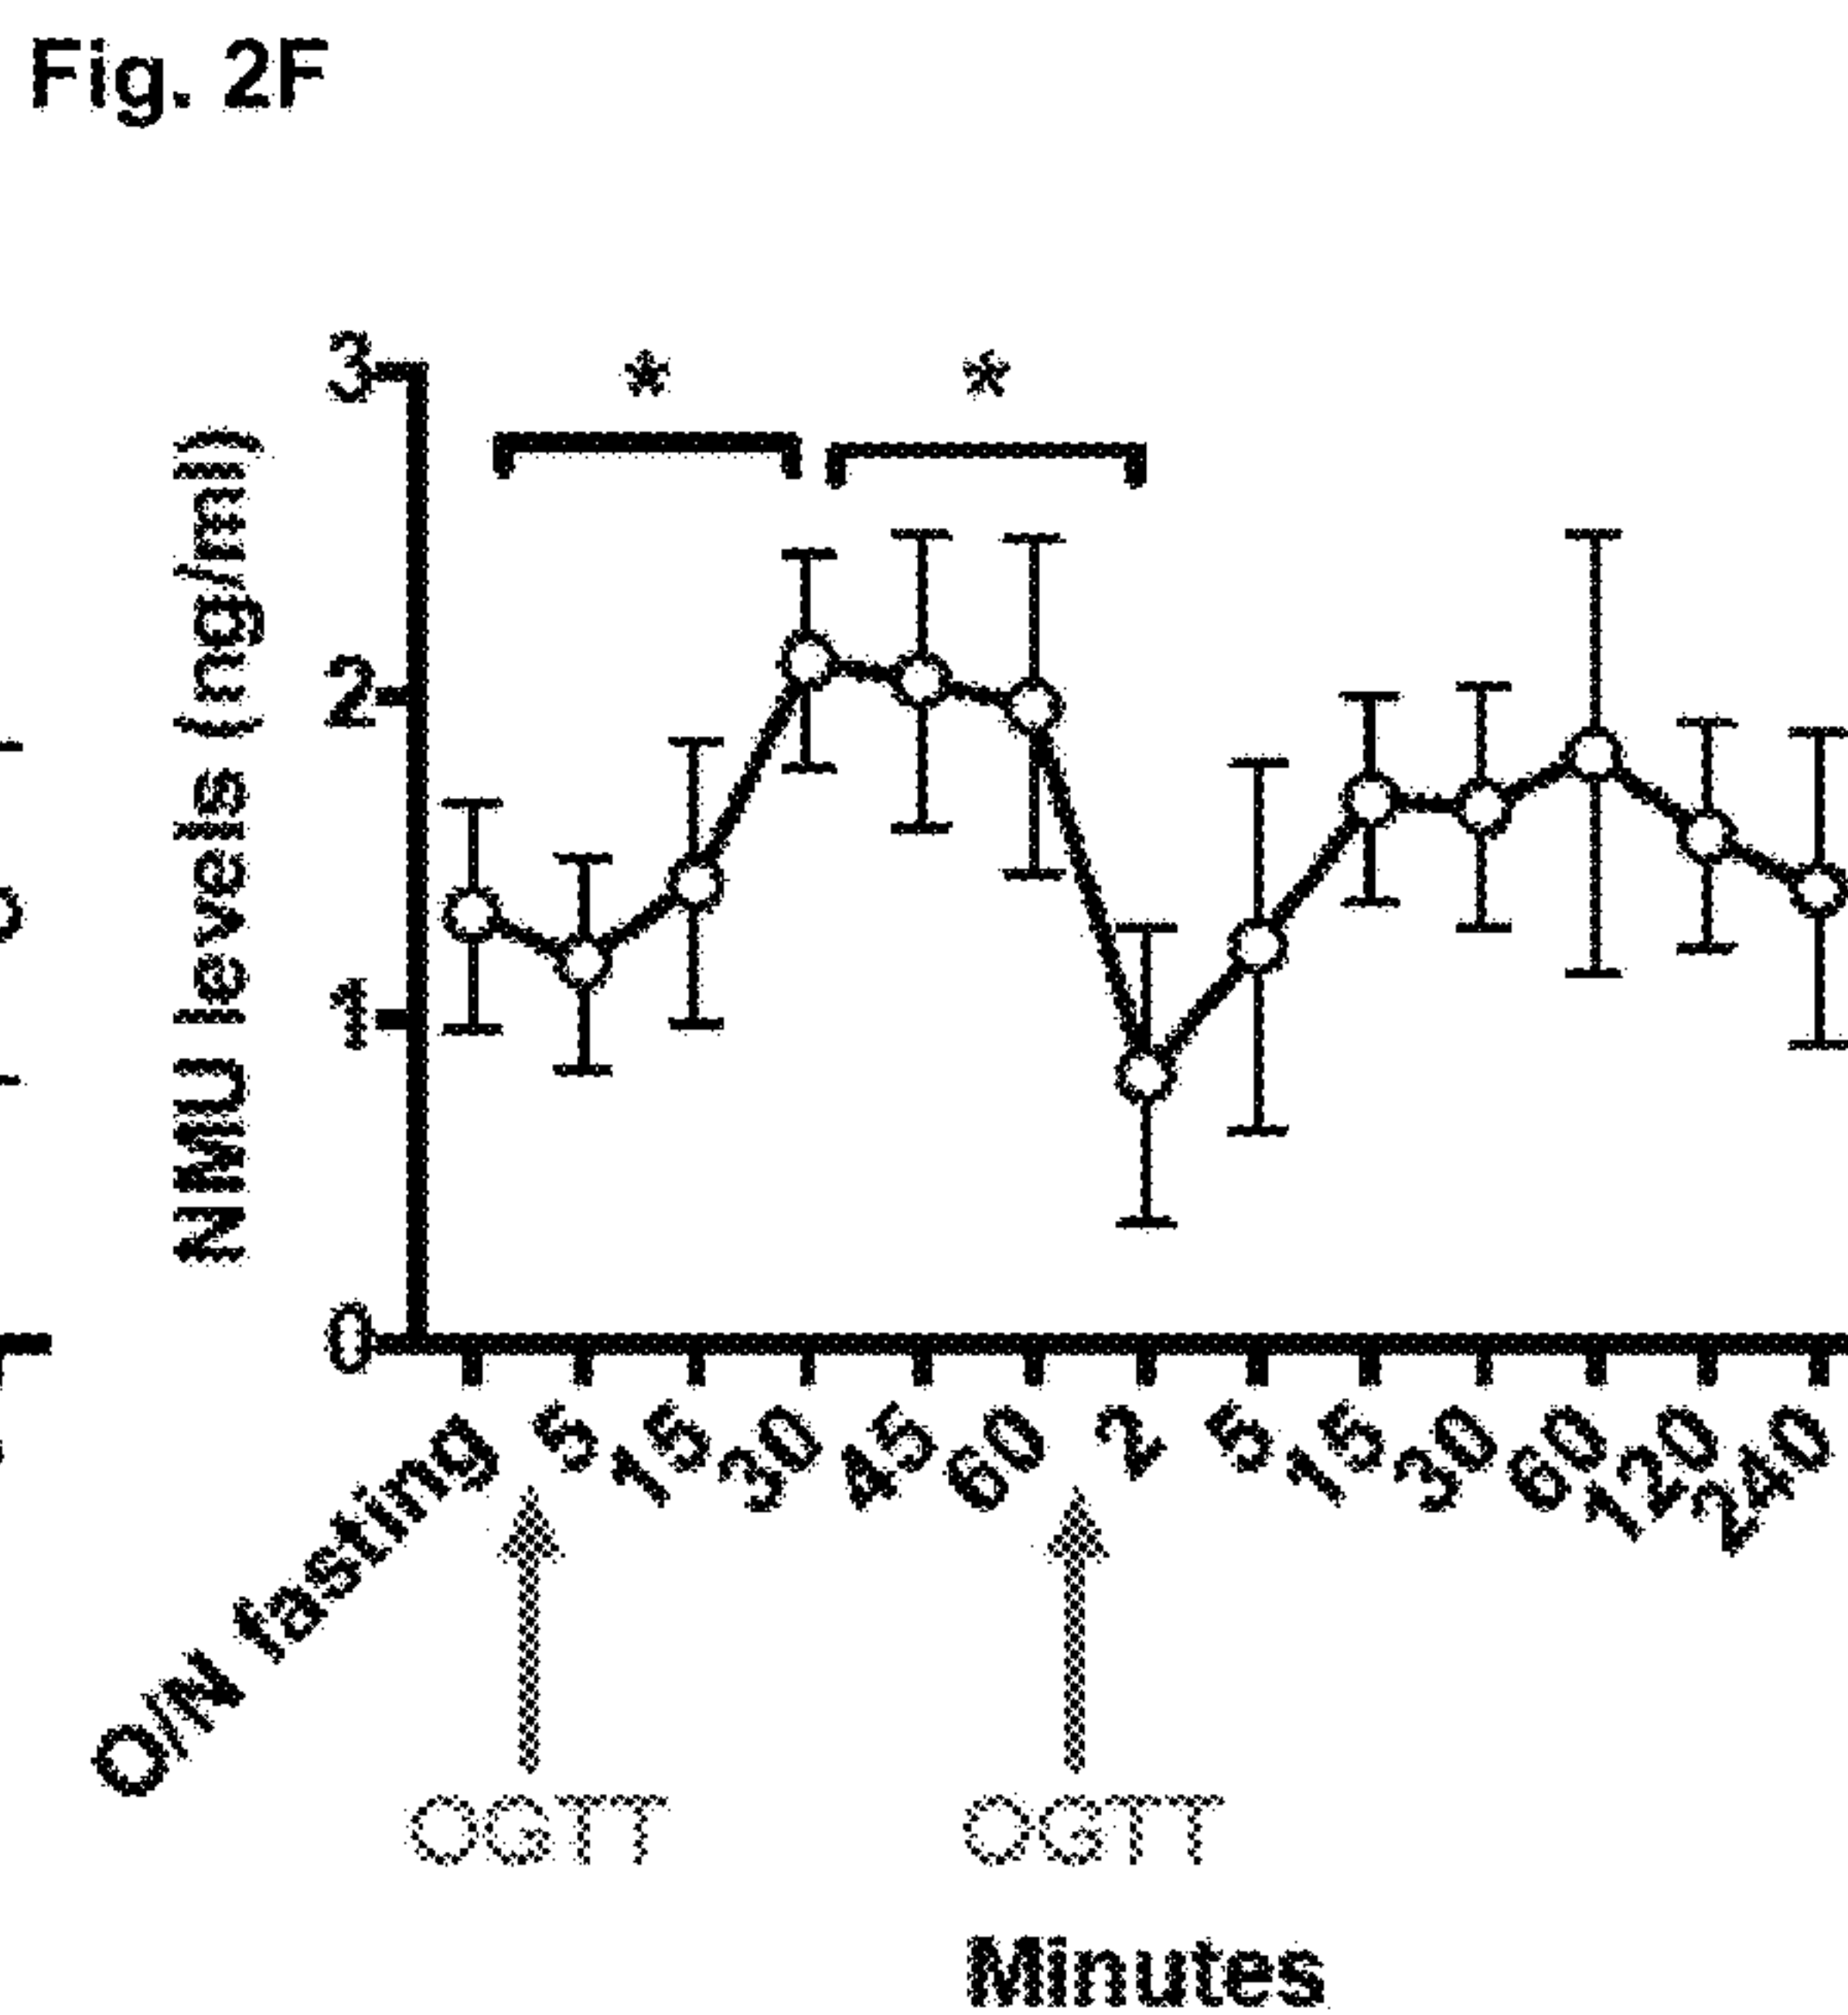 Fig. 2F
NMU levels (ng/ml)
3
2
1
0
* *
O/N fasting 5 15 30 45 60 2 5 15 30 60 120 240
OGTT OGTT
Minutes